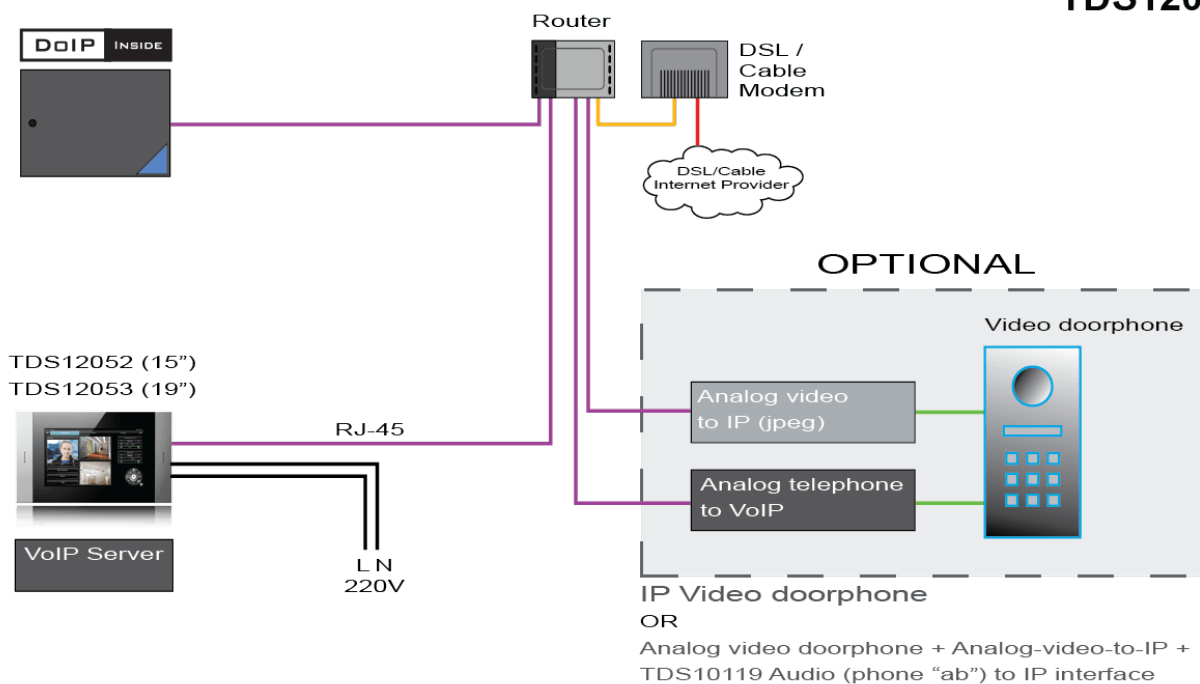 TDS120
DoIP INSIDE
Router
DSL /
Cable
Modem
DSL/Cable
Internet Provider
OPTIONAL
Video doorphone
TDS12052 (15”)
TDS12053 (19”)
Analog video
to IP (jpeg)
RJ-45
Analog telephone
to VoIP
VoIP Server
L N
220V
IP Video doorphone
OR
Analog video doorphone + Analog-video-to-IP +
TDS10119 Audio (phone “ab”) to IP interface